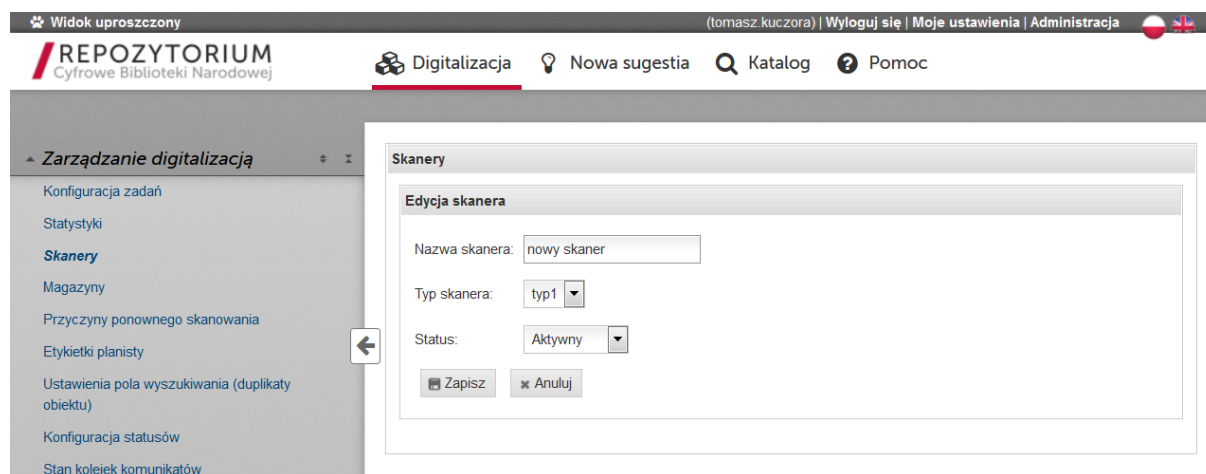 Widok uproszczony
(tomasz.kuczora) | Wyloguj się | Moje ustawienia | Administracja
REPOZYTORIUM
Cyfrowe Biblioteki Narodowej
Digitalizacja Nowa sugestia Katalog Pomoc
Zarządzanie digitalizacją
Konfiguracja zadań
Statystyki
Skanery
Magazyny
Przyczyny ponownego skanowania
Etykietki planisty
Ustawienia pola wyszukiwania (duplikaty
obiektu)
Konfiguracja statusów
Stan kolejek komunikatów
Skanery
Edycja skanera
Nazwa skanera: nowy skaner
Typ skanera: typ1
Status: Aktywny
Zapisz Anuluj